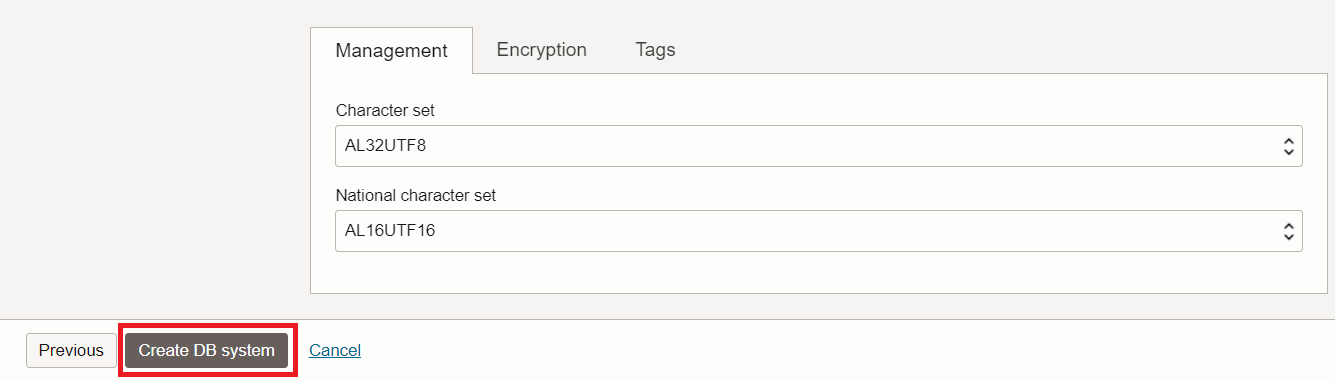 Management Encryption Tags
Character set
AL32UTF8
National character set
AL16UTF16
Previous Create DB system Cancel